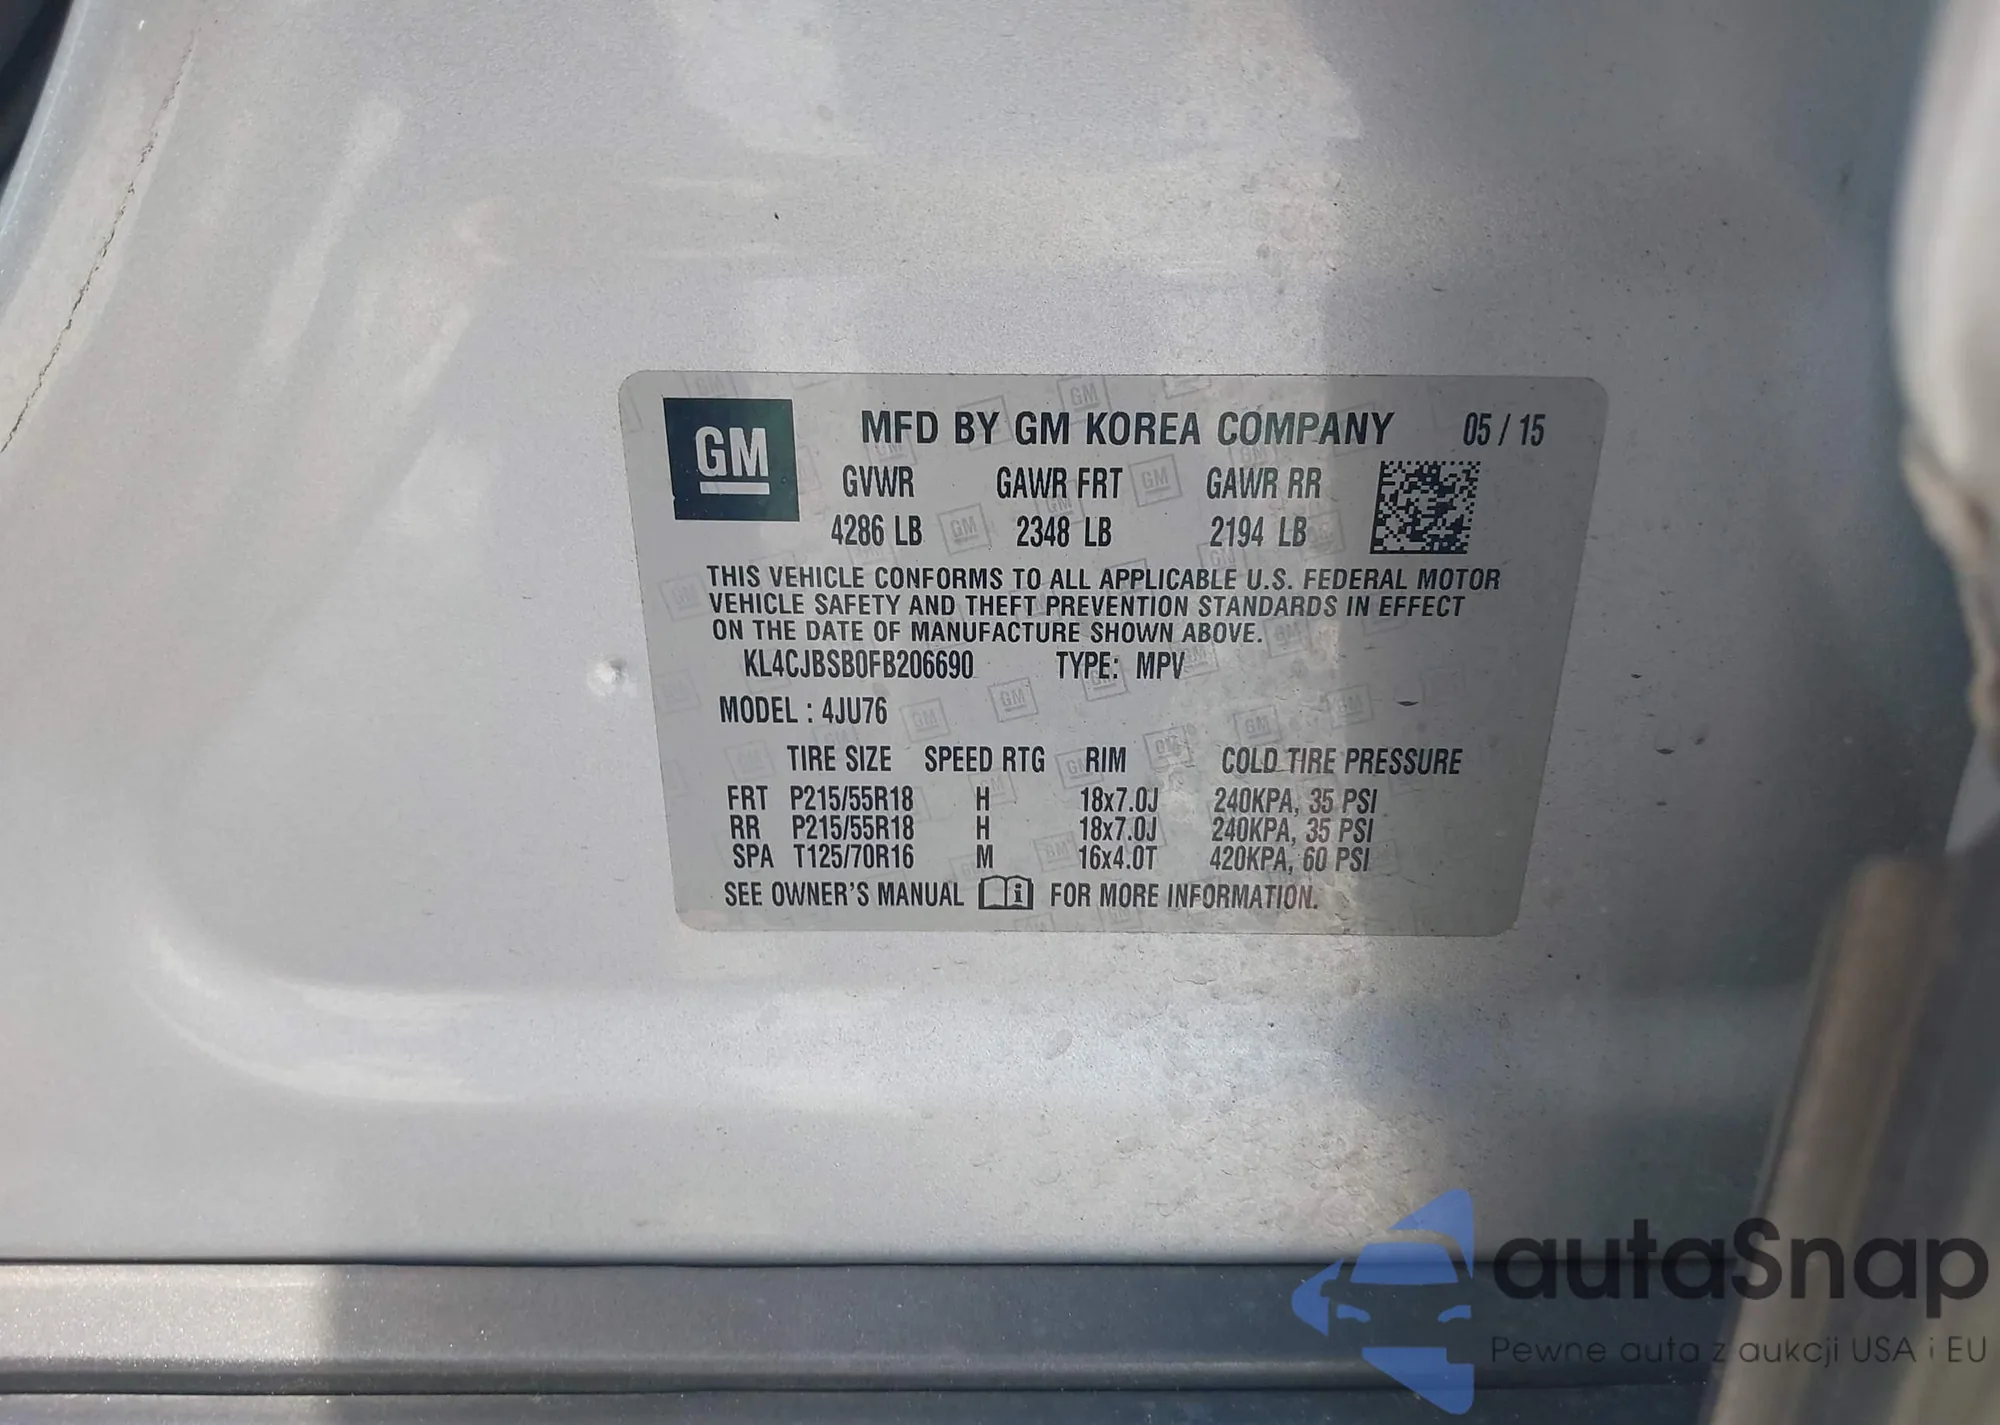 GM MFD BY GM KOREA COMPANY 05 / 15
GVWR GAWR FRT GAWR RR
4286 LB 2348 LB 2194 LB
THIS VEHICLE CONFORMS TO ALL APPLICABLE U.S. FEDERAL MOTOR
VEHICLE SAFETY AND THEFT PREVENTION STANDARDS IN EFFECT
ON THE DATE OF MANUFACTURE SHOWN ABOVE.
KL4CJBSB0FB206690 TYPE: MPV
MODEL : 4JU76
TIRE SIZE SPEED RTG RIM COLD TIRE PRESSURE
FRT P215/55R18 H 18x7.0J 240KPA, 35 PSI
RR P215/55R18 H 18x7.0J 240KPA, 35 PSI
SPA T125/70R16 M 16x4.0T 420KPA, 60 PSI
SEE OWNER'S MANUAL i FOR MORE INFORMATION.
autaSnap
Pewne auta z aukcji USA i EU